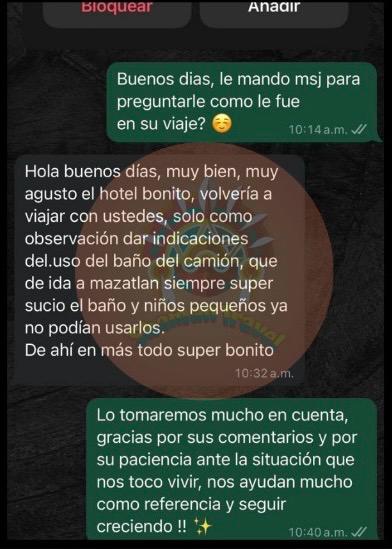 Bloquear
Añadir
Buenos dias, le mando msj para
preguntarle como le fue
en su viaje? ☺️
10:14 a.m.
Hola buenos días, muy bien, muy
agusto el hotel bonito, volvería a
viajar con ustedes, solo como
observación dar indicaciones
del.uso del baño del camión, que
de ida a mazatlan siempre super
sucio el baño y niños pequeños ya
no podían usarlos.
De ahí en más todo super bonito
10:32 a.m.
Lo tomaremos mucho en cuenta,
gracias por sus comentarios y por
su paciencia ante la situación que
nos toco vivir, nos ayudan mucho
como referencia y seguir
creciendo !! ✨
10:40 a.m.